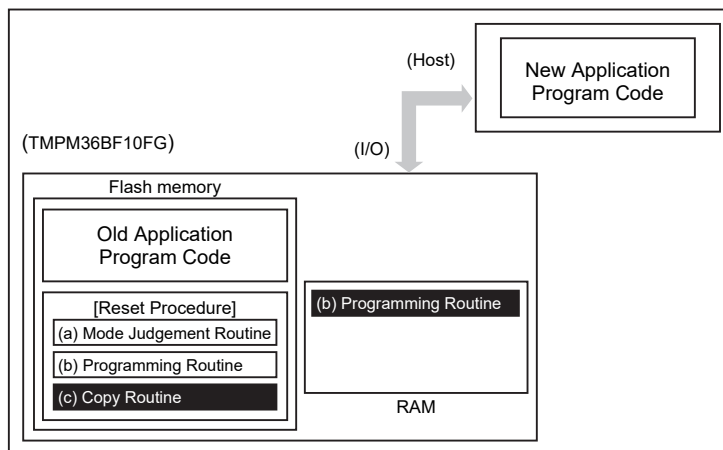 (Host)
New Application
Program Code
(TMPM36BF10FG)
(I/O)
Flash memory
Old Application
Program Code
[Reset Procedure]
(a) Mode Judgement Routine
(b) Programming Routine
(c) Copy Routine
(b) Programming Routine
RAM